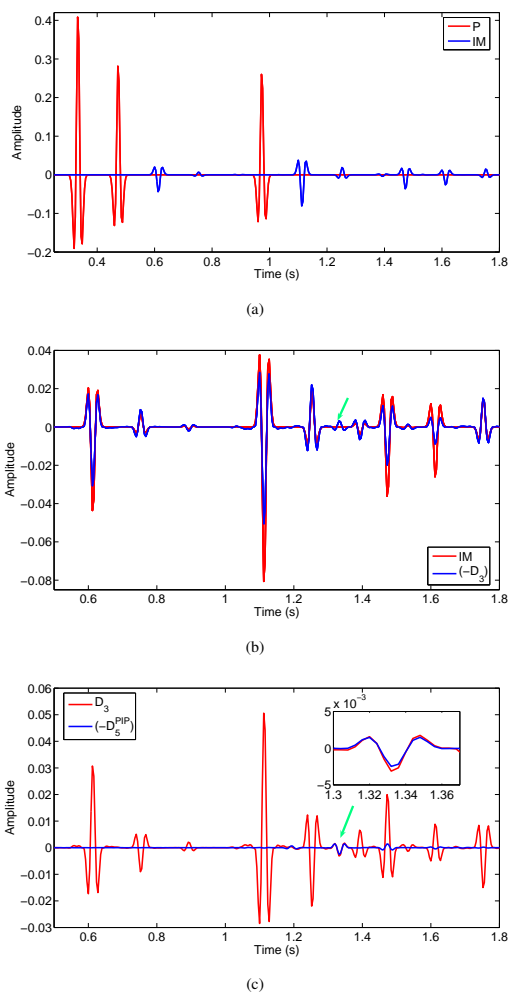 0.4
0.3
0.2
0.1
0
−0.1
−0.2
Amplitude
P
IM
0.4 0.6 0.8 1 1.2 1.4 1.6 1.8
Time (s)
(a)
0.04
0.02
0
−0.02
−0.04
−0.06
−0.08
Amplitude
IM
(−D3)
0.6 0.8 1 1.2 1.4 1.6 1.8
Time (s)
(b)
0.06
0.05
0.04
0.03
0.02
0.01
0
−0.01
−0.02
−0.03
Amplitude
D3
(−D5PIP)
x 10−3
5
0
−5
1.3 1.32 1.34 1.36
0.6 0.8 1 1.2 1.4 1.6 1.8
Time (s)
(c)